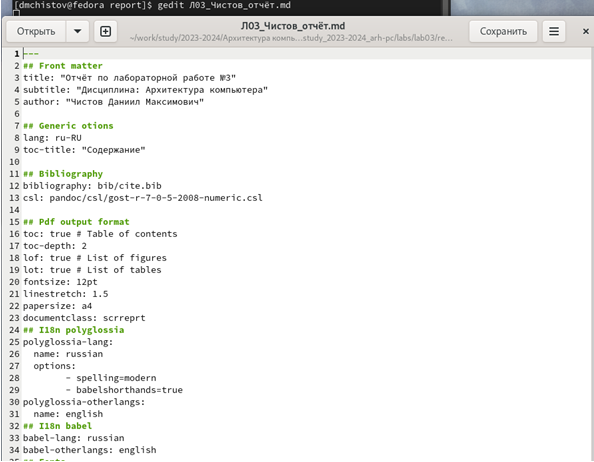 [dmchistov@fedora report]$ gedit Л03_Чистов_отчёт.md
Открыть
Л03_Чистов_отчёт.md
~/work/study/2023-2024/Архитектура компь...study_2023-2024_arh-pc/labs/lab03/re...
Сохранить
1 ---
2 ## Front matter
3 title: "Отчёт по лабораторной работе №3"
4 subtitle: "Дисциплина: Архитектура компьютера"
5 author: "Чистов Даниил Максимович"
6
7 ## Generic otions
8 lang: ru-RU
9 toc-title: "Содержание"
10
11 ## Bibliography
12 bibliography: bib/cite.bib
13 csl: pandoc/csl/gost-r-7-0-5-2008-numeric.csl
14
15 ## Pdf output format
16 toc: true # Table of contents
17 toc-depth: 2
18 lof: true # List of figures
19 lot: true # List of tables
20 fontsize: 12pt
21 linestretch: 1.5
22 papersize: a4
23 documentclass: scrreprt
24 ## I18n polyglossia
25 polyglossia-lang:
26   name: russian
27   options:
28         - spelling=modern
29         - babelshorthands=true
30 polyglossia-otherlangs:
31   name: english
32 ## I18n babel
33 babel-lang: russian
34 babel-otherlangs: english